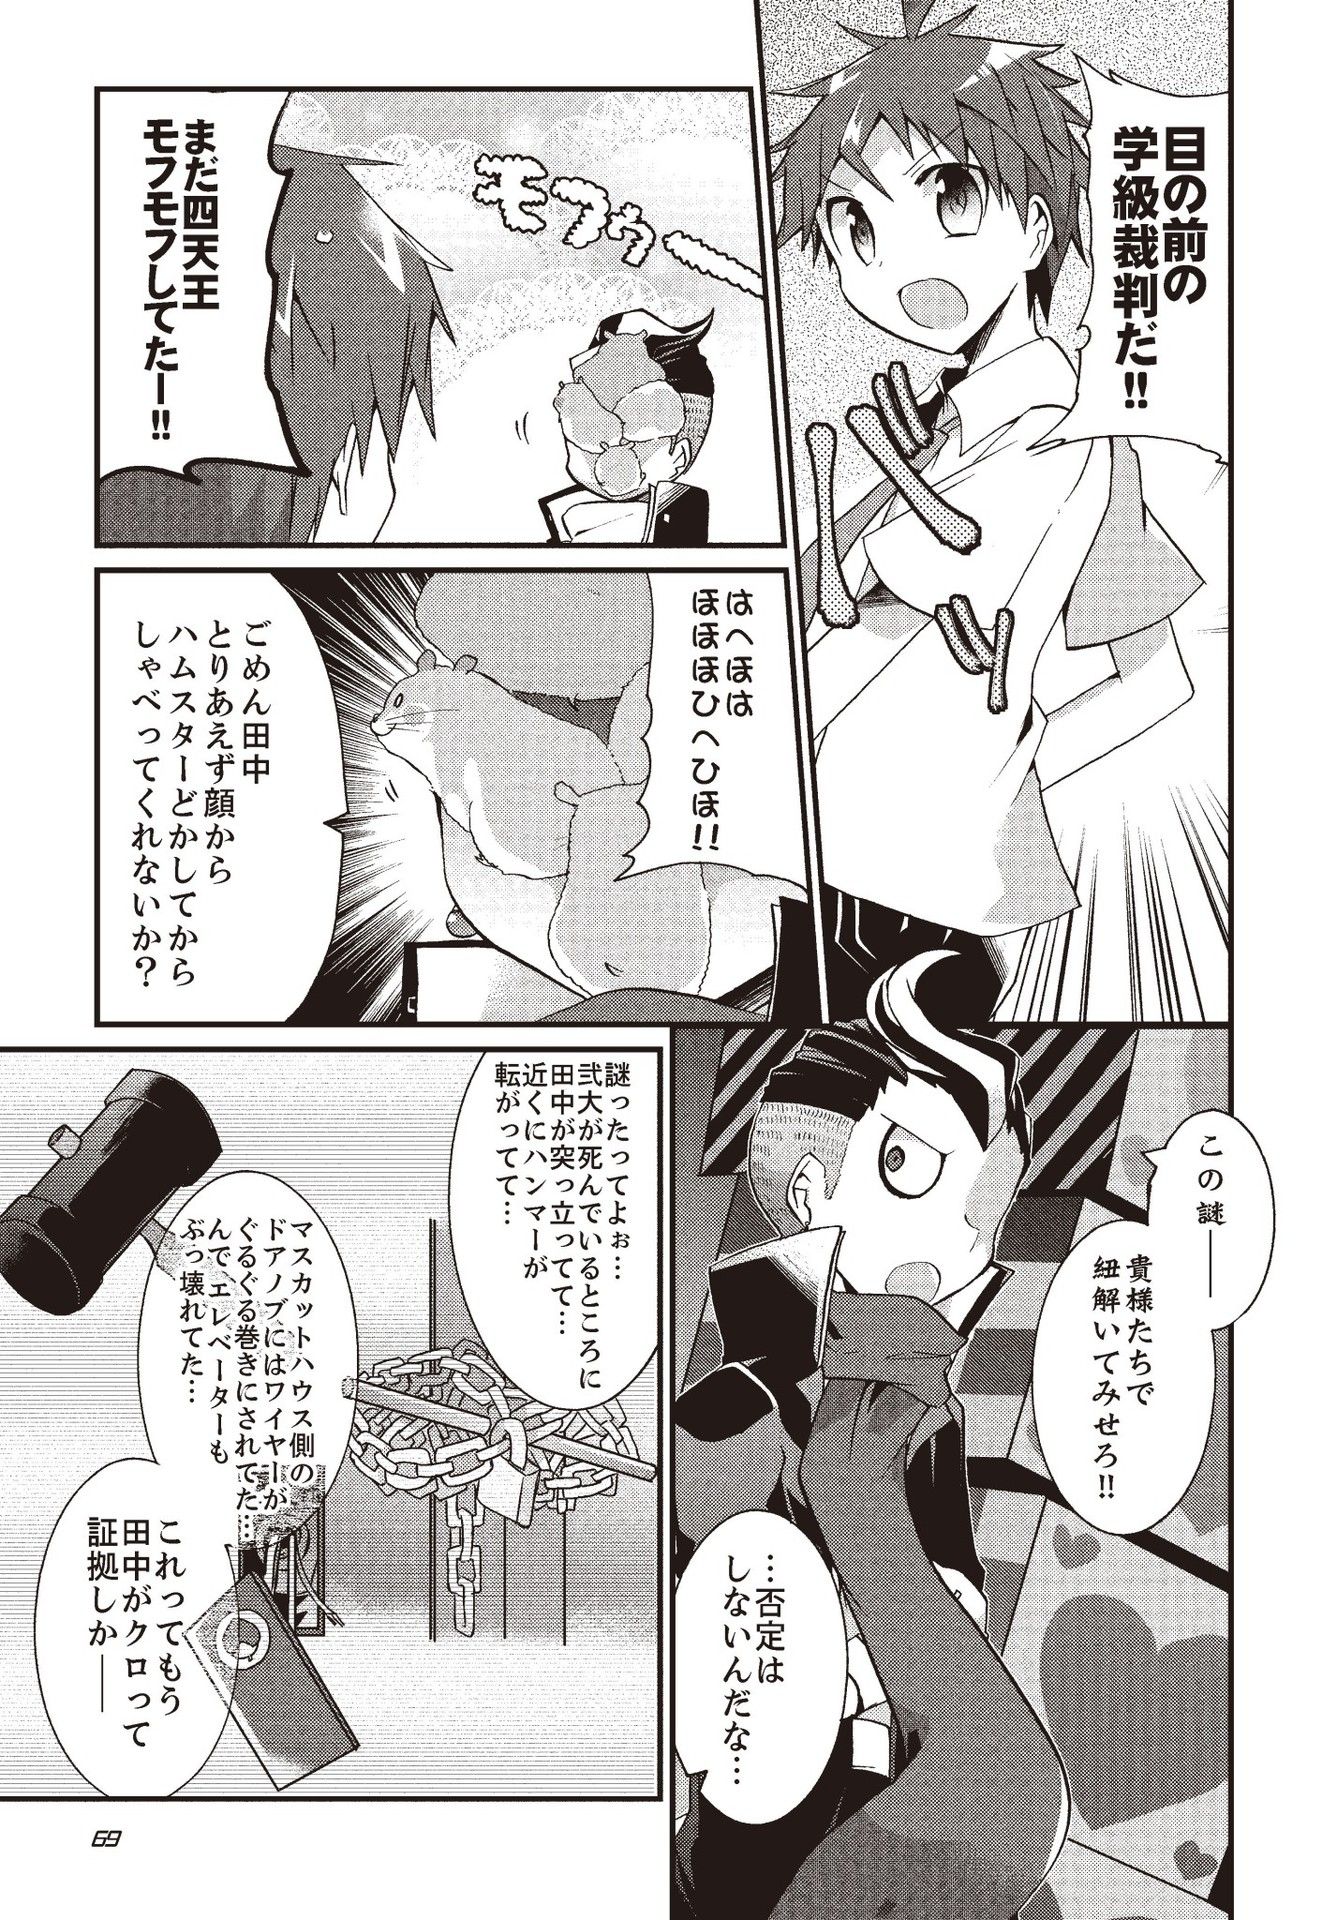 目の前の
学級裁判だ!!
バッ
モフゥー
まだ四天王
モフモフしてたー!!
はへほは
ほほほひへひほ!!
ごめん田中
とりあえず顔から
ハムスターどかしてから
しゃべってくれないか？
この謎――
貴様たちで
紐解いてみせろ!!
…否定は
しないんだな…
謎ったってよぉ…
弐大が死んでいるところに
田中が突っ立ってて…
近くにハンマーが
転がってて…
マスカットハウス側の
ドアノブにはワイヤーが
ぐるぐる巻きにされてた…
んでエレベーターも
ぶっ壊れてた…
これってもう
田中がクロって
証拠しか――
69